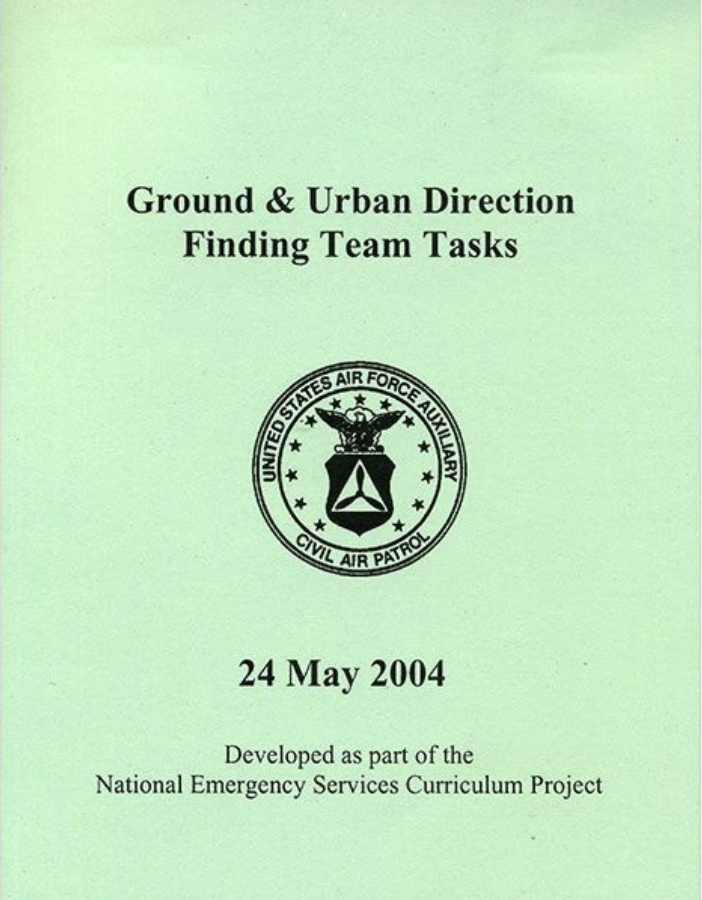 Ground & Urban Direction
Finding Team Tasks
UNITED STATES AIR FORCE AUXILIARY
CIVIL AIR PATROL
24 May 2004
Developed as part of the
National Emergency Services Curriculum Project